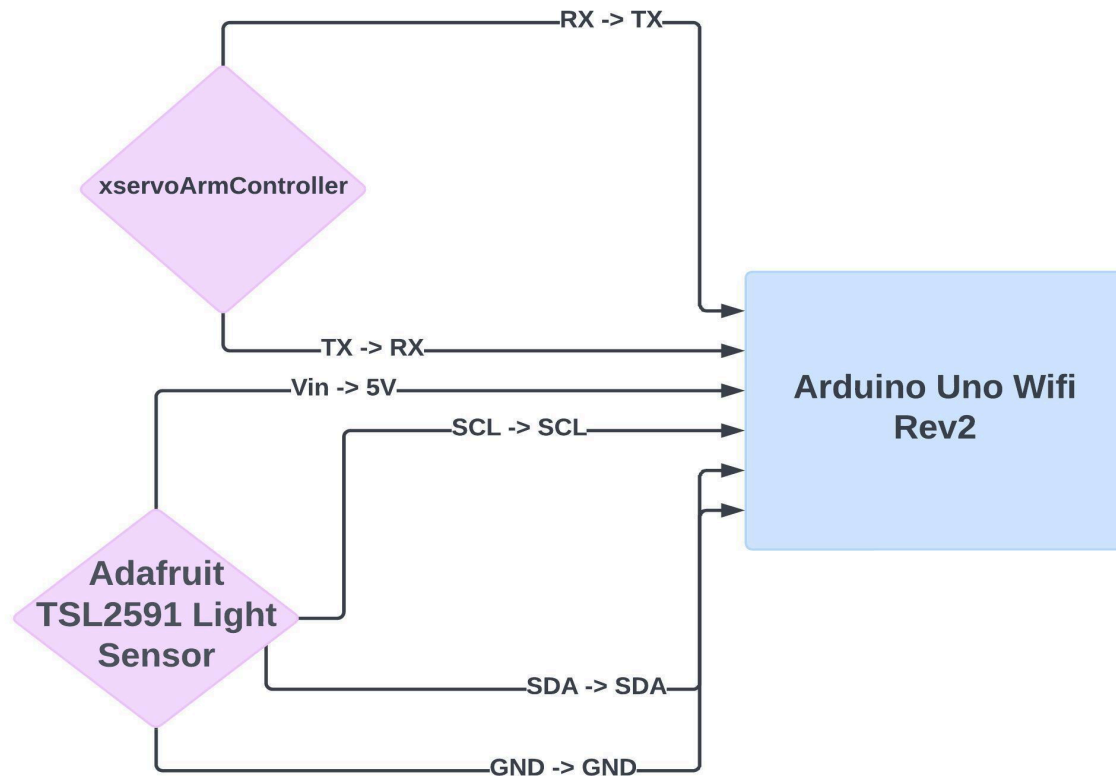 RX -> TX
xservoArmController
TX -> RX
Vin -> 5V
SCL -> SCL
Arduino Uno Wifi
Rev2
Adafruit
TSL2591 Light
Sensor
SDA -> SDA
GND -> GND